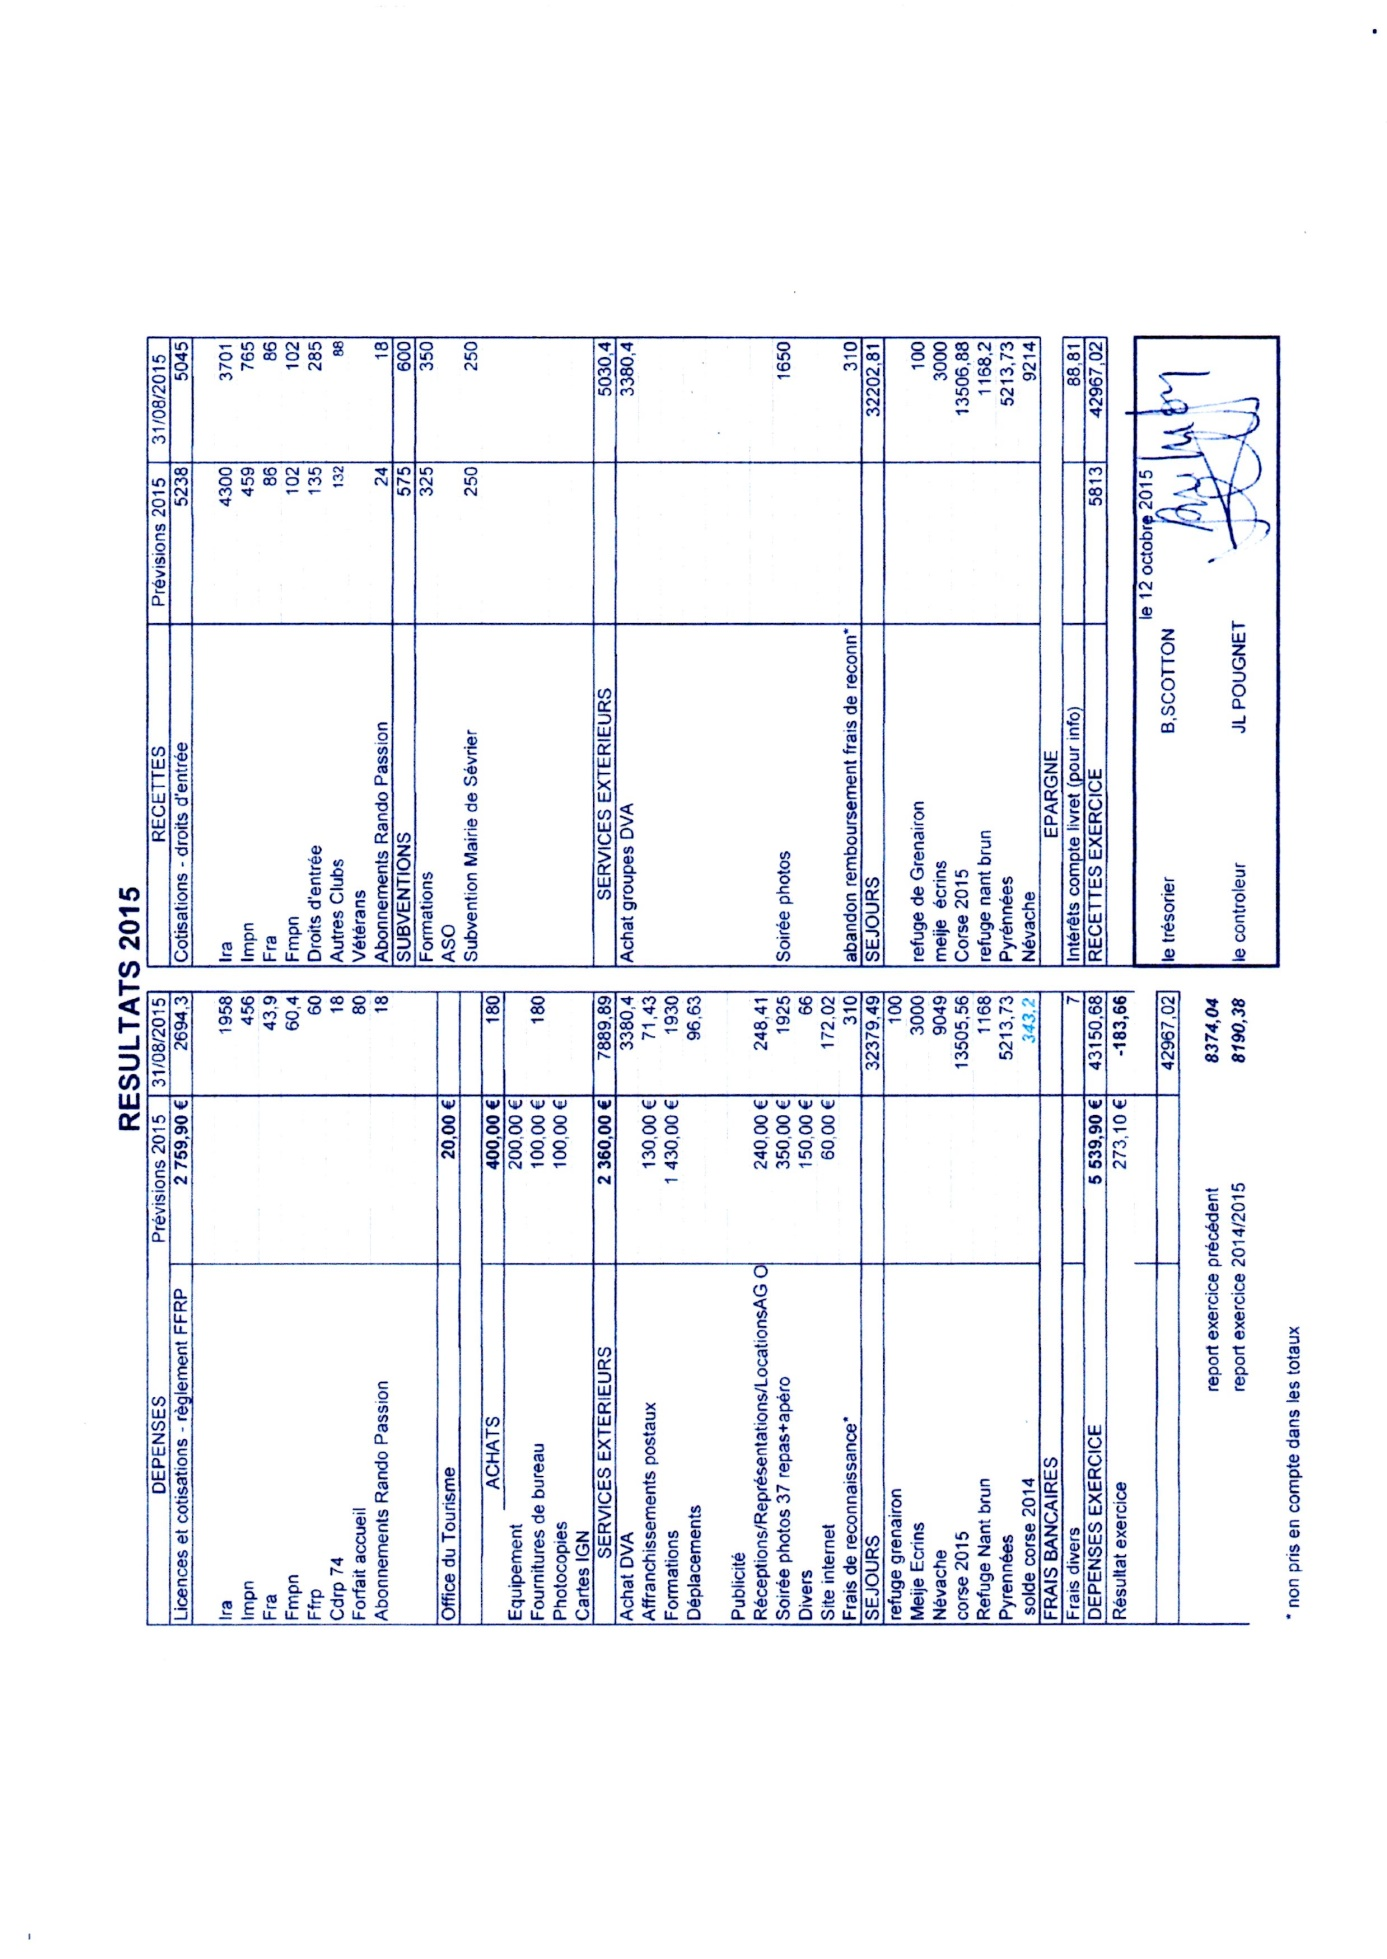 RESULTATS 2015
DEPENSES Prévisions 2015 31/08/2015 RECETTES Prévisions 2015 31/08/2015
Licences et cotisations - règlement FFRP 2 759,90 € 2694,3 Cotisations - droits d'entrée 5238 5045
Ira 1958 Ira 4300 3701
Impn 456 Impn 459 765
Fra 43,9 Fra 86 86
Fmpn 60,4 Fmpn 102 102
Ffrp 60 Droits d'entrée 135 285
Cdrp 74 18 Autres Clubs 132 88
Forfait accueil 80 Vétérans
Abonnements Rando Passion 18 Abonnements Rando Passion 24 18
SUBVENTIONS 575 600
Formations 325 350
Office du Tourisme 20,00 € ASO
Subvention Mairie de Sévrier 250 250
ACHATS 400,00 € 180
Equipement 200,00 €
Fournitures de bureau 100,00 € 180
Photocopies 100,00 €
Cartes IGN
SERVICES EXTERIEURS 2 360,00 € 7889,89 SERVICES EXTERIEURS 5030,4
Achat DVA 3380,4 Achat groupes DVA 3380,4
Affranchissements postaux 130,00 € 71,43
Formations 1 430,00 € 1930
Déplacements 96,63
Publicité
Réceptions/Représentations/LocationsAG O 240,00 € 248,41
Soirée photos 37 repas+apéro 350,00 € 1925 Soirée photos 1650
Divers 150,00 € 66
Site internet 60,00 € 172,02
Frais de reconnaissance* 310 abandon remboursement frais de reconn* 310
SEJOURS 32379,49 SEJOURS 32202,81
refuge grenairon 100
Meije Ecrins 3000 refuge de Grenairon 100
Névache 9049 meije écrins 3000
corse 2015 13505,56 Corse 2015 13506,88
Refuge Nant brun 1168 refuge nant brun 1168,2
Pyrennées 5213,73 Pyrénnées 5213,73
solde corse 2014 343,2 Névache 9214
FRAIS BANCAIRES EPARGNE
Frais divers 7 Intérêts compte livret (pour info) 88,81
DEPENSES EXERCICE 5 539,90 € 43150,68 RECETTES EXERCICE 5813 42967,02
Résultat exercice 273,10 € -183,66
le 12 octobre 2015
42967,02 le trésorier B,SCOTTON
report exercice précédent 8374,04
report exercice 2014/2015 8190,38 le controleur JL POUGNET
* non pris en compte dans les totaux